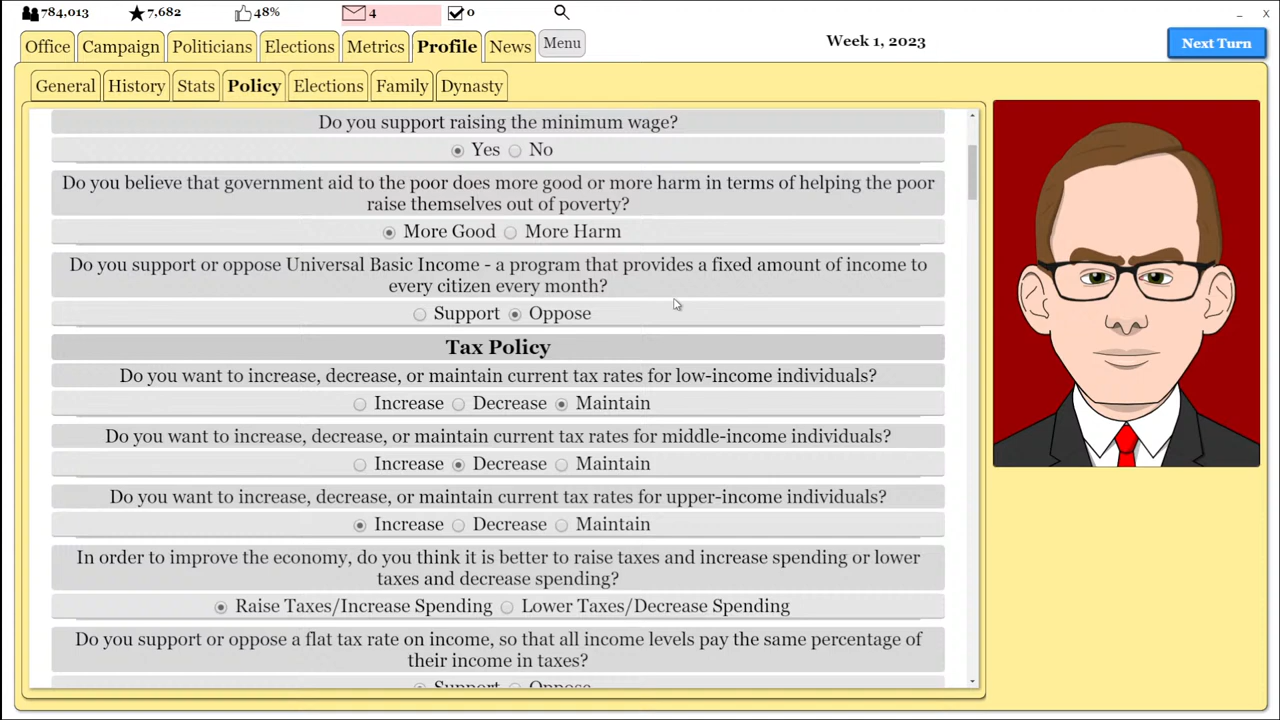 784,013 7,682 48% 4 0
_ X
Office Campaign Politicians Elections Metrics Profile News Menu
Week 1, 2023
Next Turn
General History Stats Policy Elections Family Dynasty
Do you support raising the minimum wage?
Yes No
Do you believe that government aid to the poor does more good or more harm in terms of helping the poor
raise themselves out of poverty?
More Good More Harm
Do you support or oppose Universal Basic Income - a program that provides a fixed amount of income to
every citizen every month?
Support Oppose
Tax Policy
Do you want to increase, decrease, or maintain current tax rates for low-income individuals?
Increase Decrease Maintain
Do you want to increase, decrease, or maintain current tax rates for middle-income individuals?
Increase Decrease Maintain
Do you want to increase, decrease, or maintain current tax rates for upper-income individuals?
Increase Decrease Maintain
In order to improve the economy, do you think it is better to raise taxes and increase spending or lower
taxes and decrease spending?
Raise Taxes/Increase Spending Lower Taxes/Decrease Spending
Do you support or oppose a flat tax rate on income, so that all income levels pay the same percentage of
their income in taxes?
Support Oppose